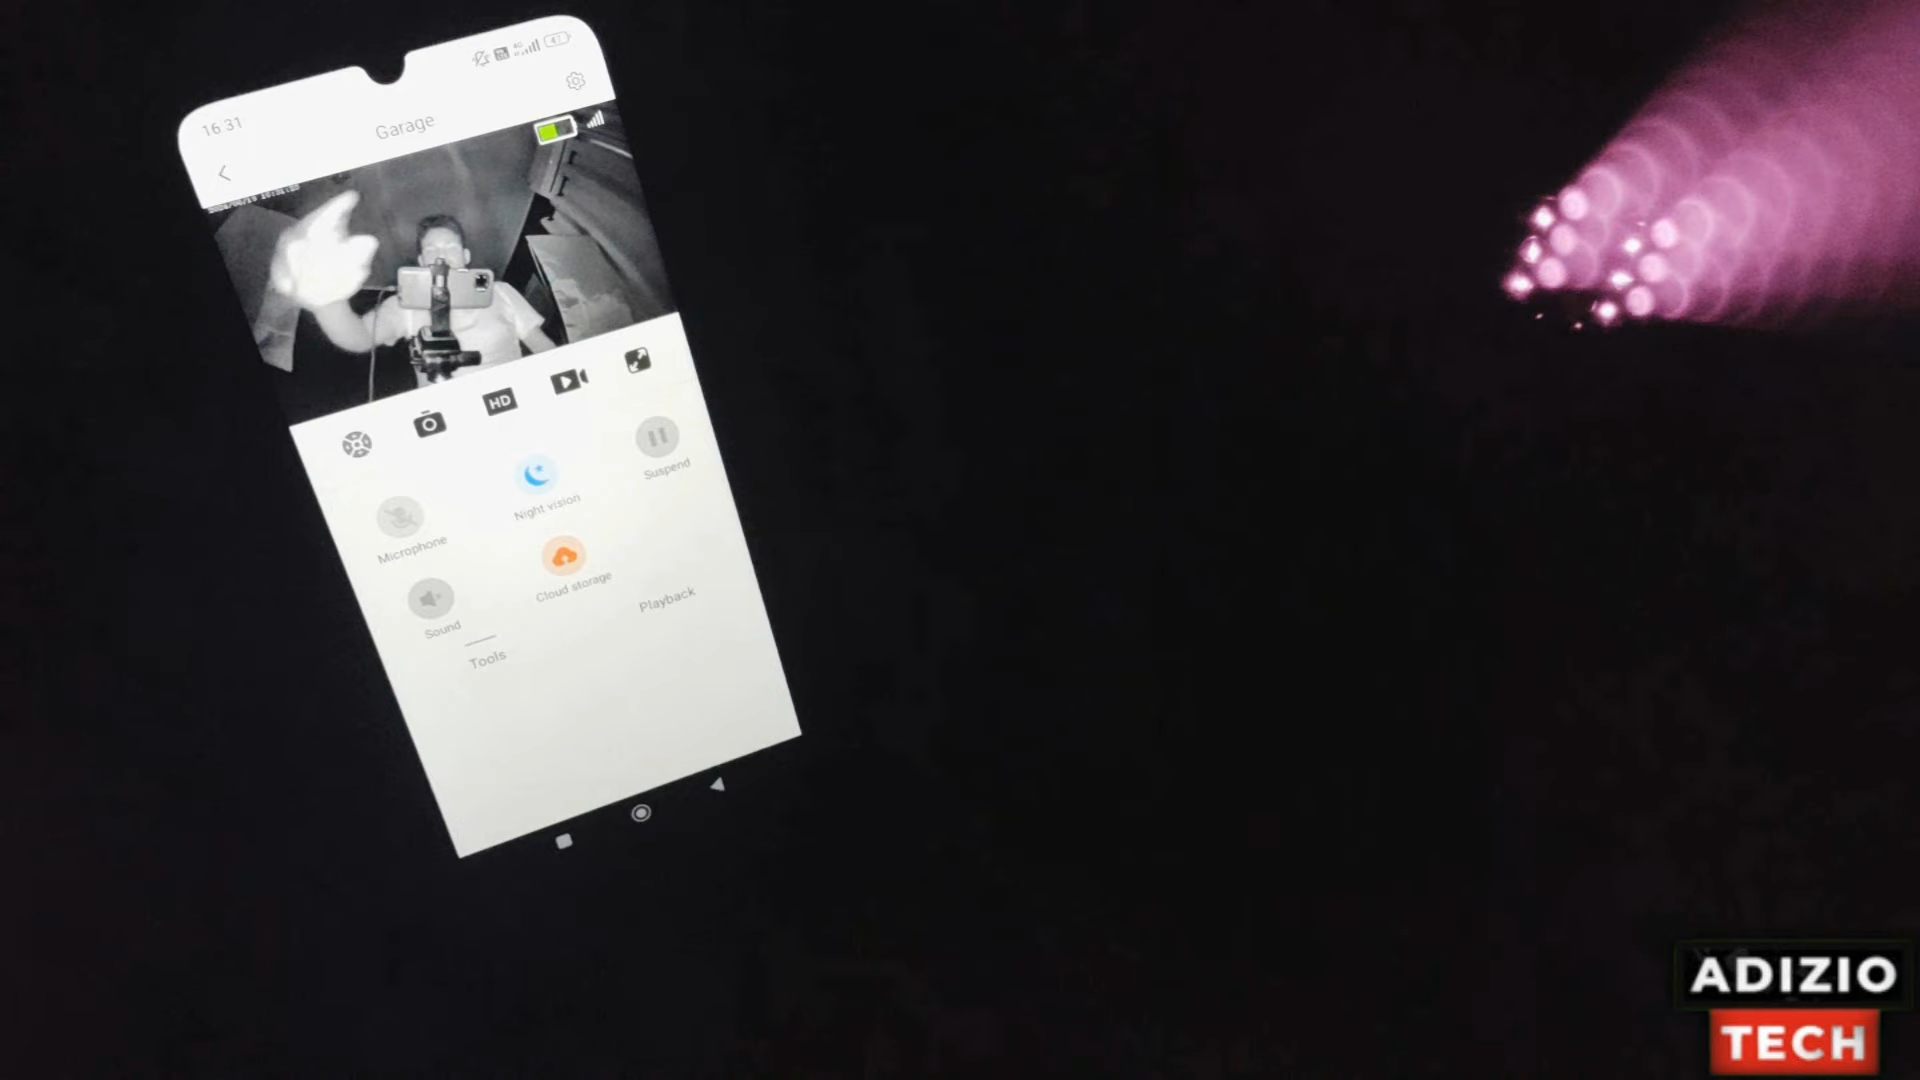 16.31
Garage
HD
Suspend
Night vision
Microphone
Cloud storage
Sound
Playback
Tools
ADIZIO
TECH